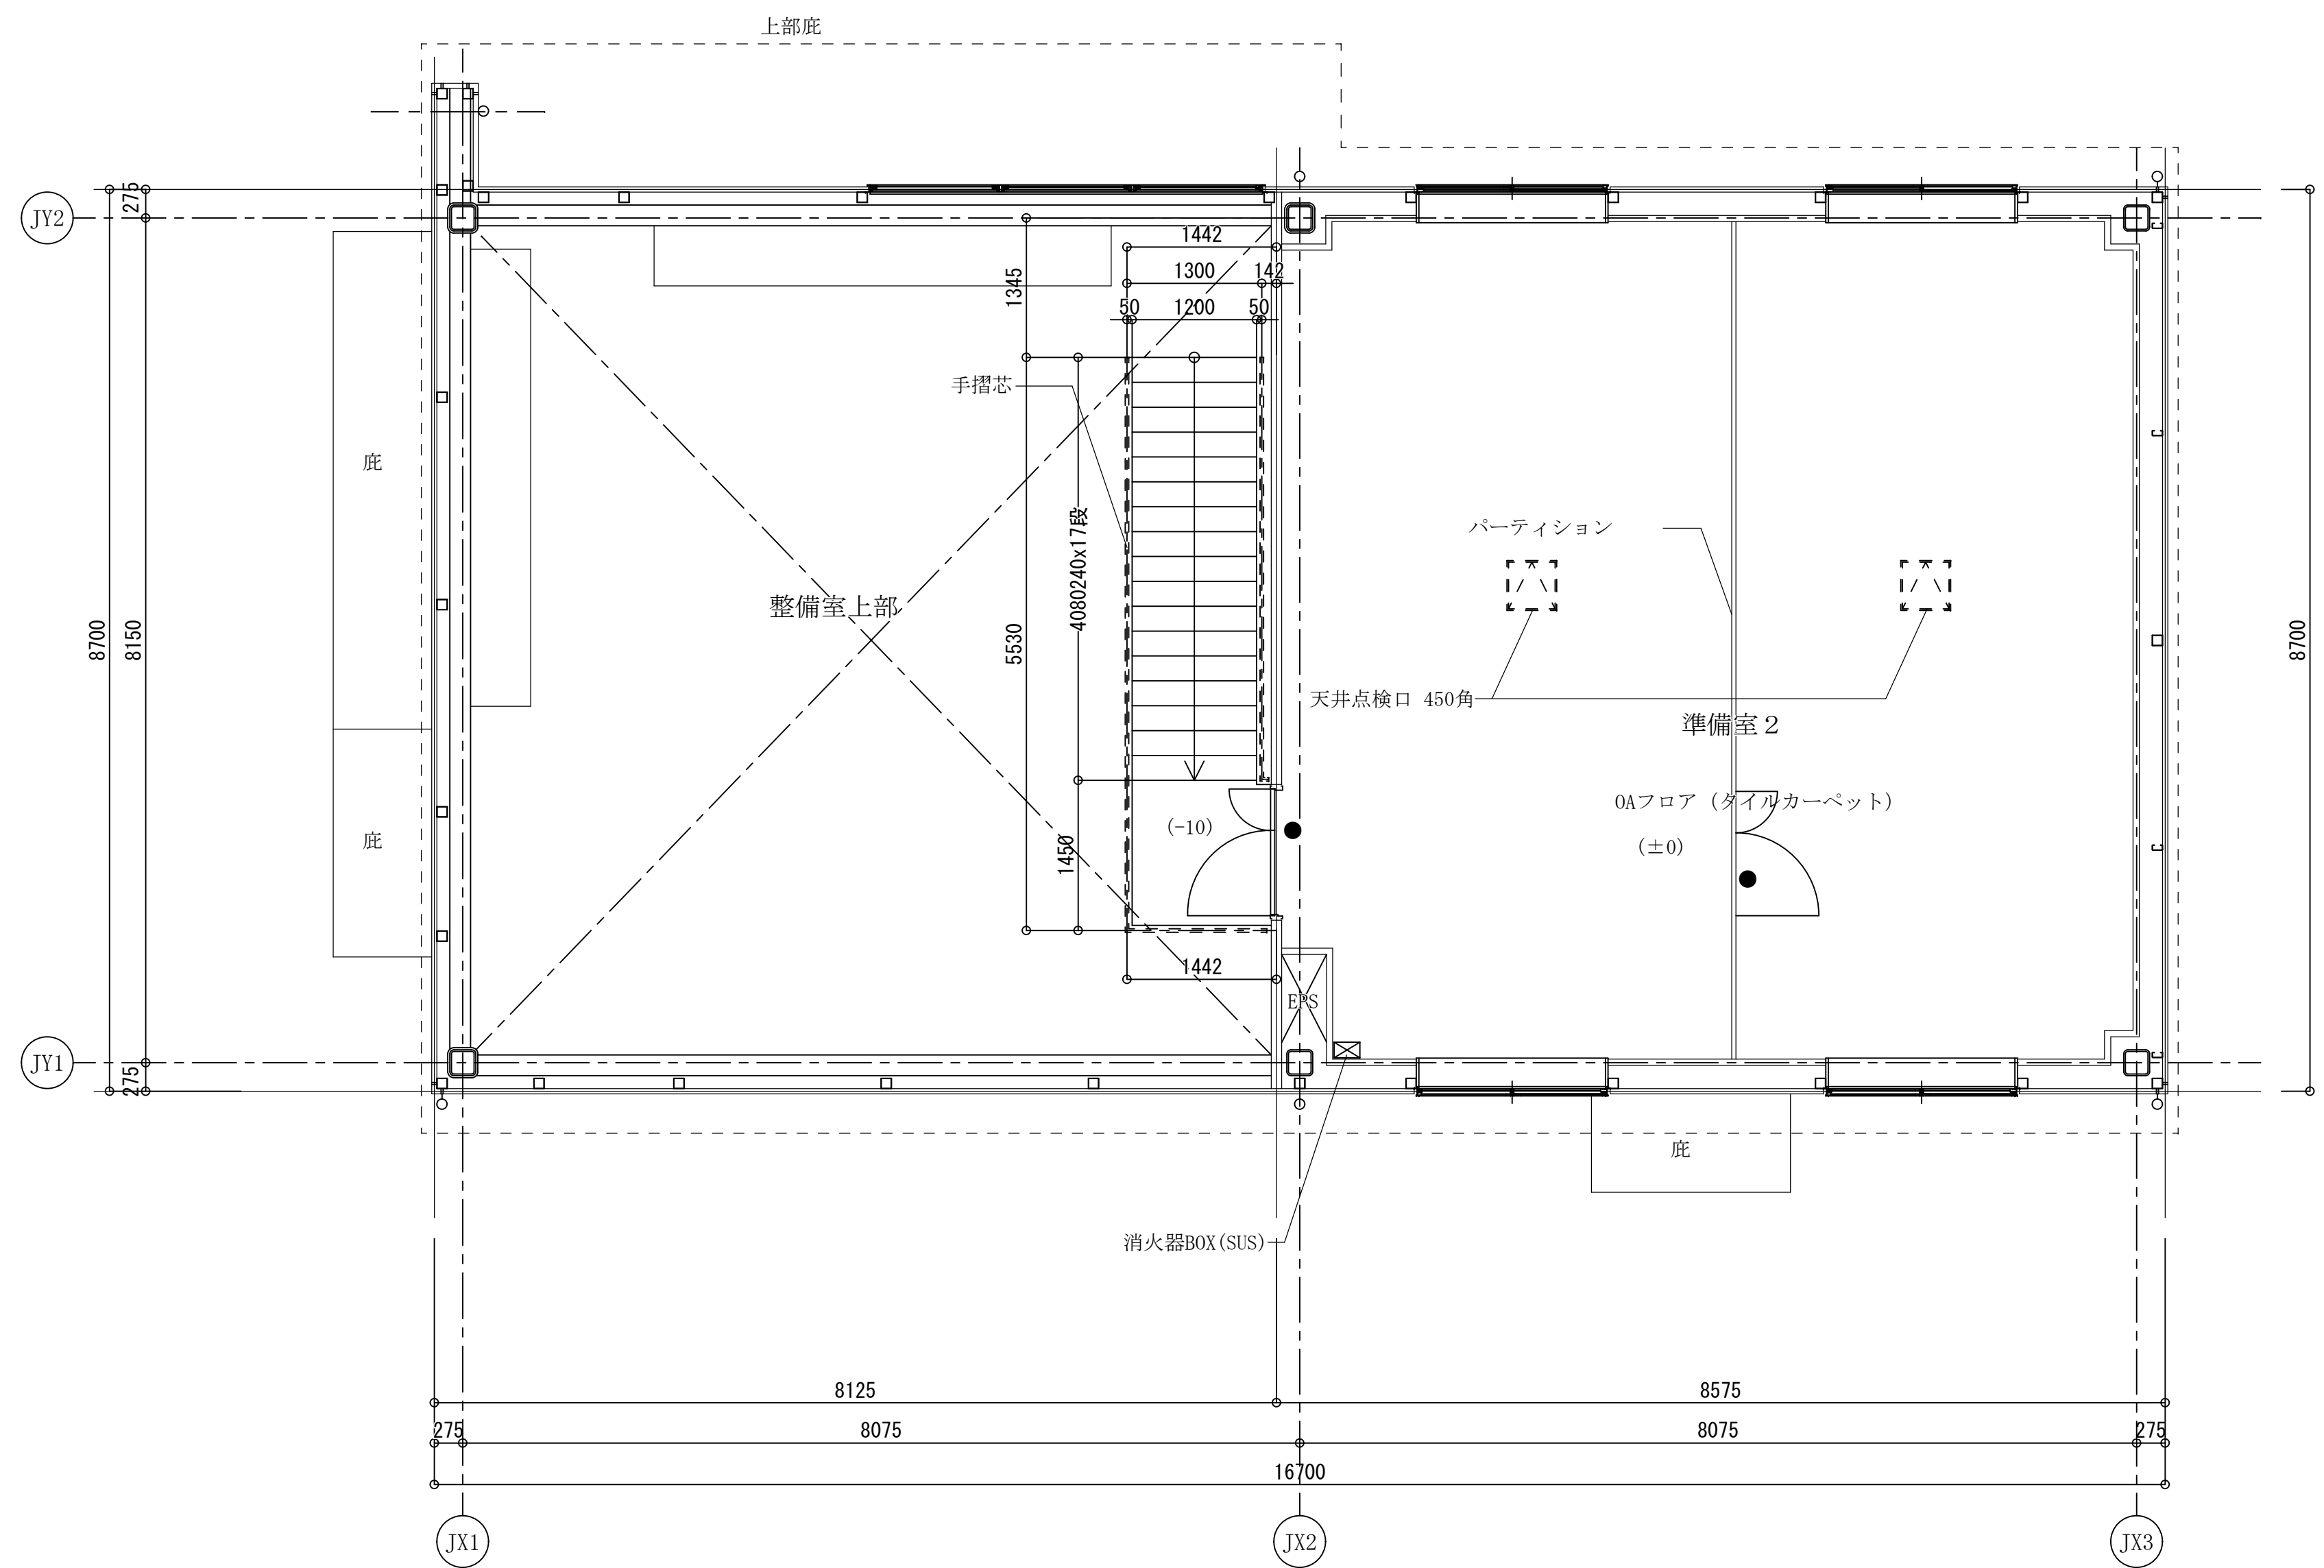 上部庇
275
JY2
1442
1345
1300
142
50
1200
50
手摺芯
庇
4080240x17段
パーティション
整備室上部
8700
8150
5530
8700
天井点検口 450角
準備室２
OAフロア (タイルカーペット)
(-10)
(±0)
庇
1450
1442
EPS
JY1
275
庇
消火器BOX(SUS)
8125
8575
275
8075
8075
275
16700
JX1
JX2
JX3